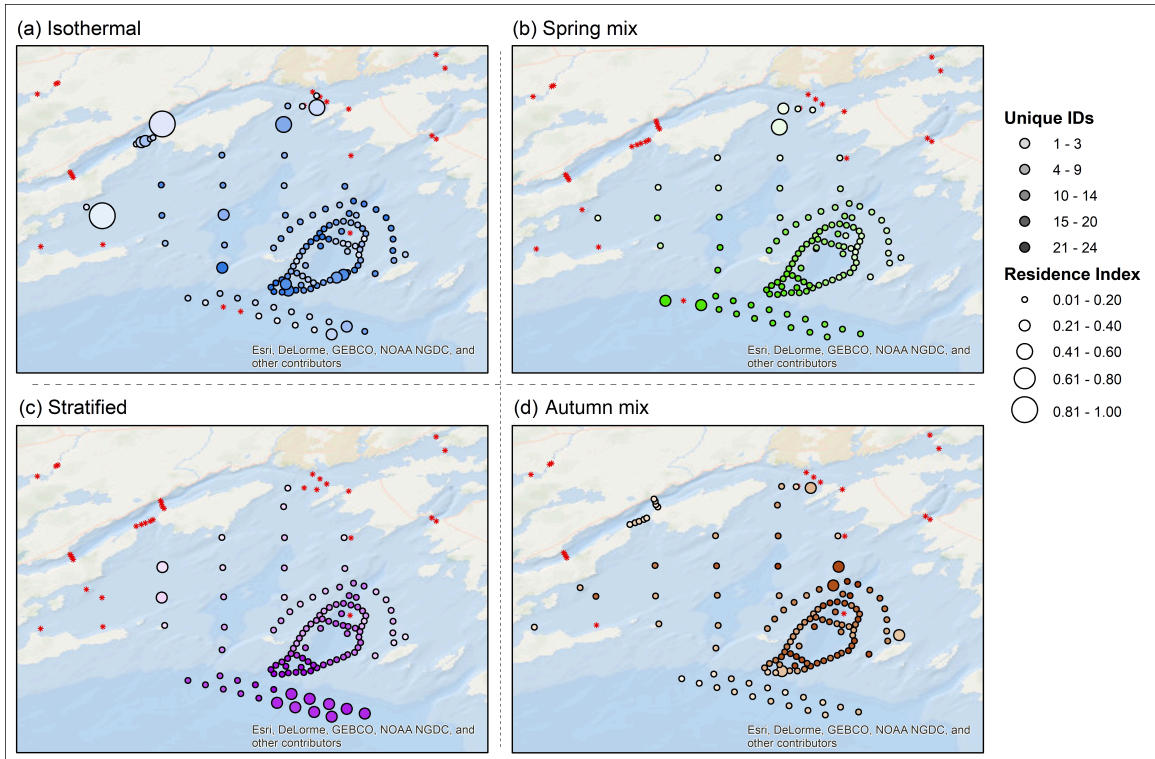 (a) Isothermal
(b) Spring mix
Esri, DeLorme, GEBCO, NOAA NGDC, and
other contributors
Esri, DeLorme, GEBCO, NOAA NGDC, and
other contributors
(c) Stratified
(d) Autumn mix
Esri, DeLorme, GEBCO, NOAA NGDC, and
other contributors
Esri, DeLorme, GEBCO, NOAA NGDC, and
other contributors
Unique IDs
1 - 3
4 - 9
10 - 14
15 - 20
21 - 24
Residence Index
0.01 - 0.20
0.21 - 0.40
0.41 - 0.60
0.61 - 0.80
0.81 - 1.00